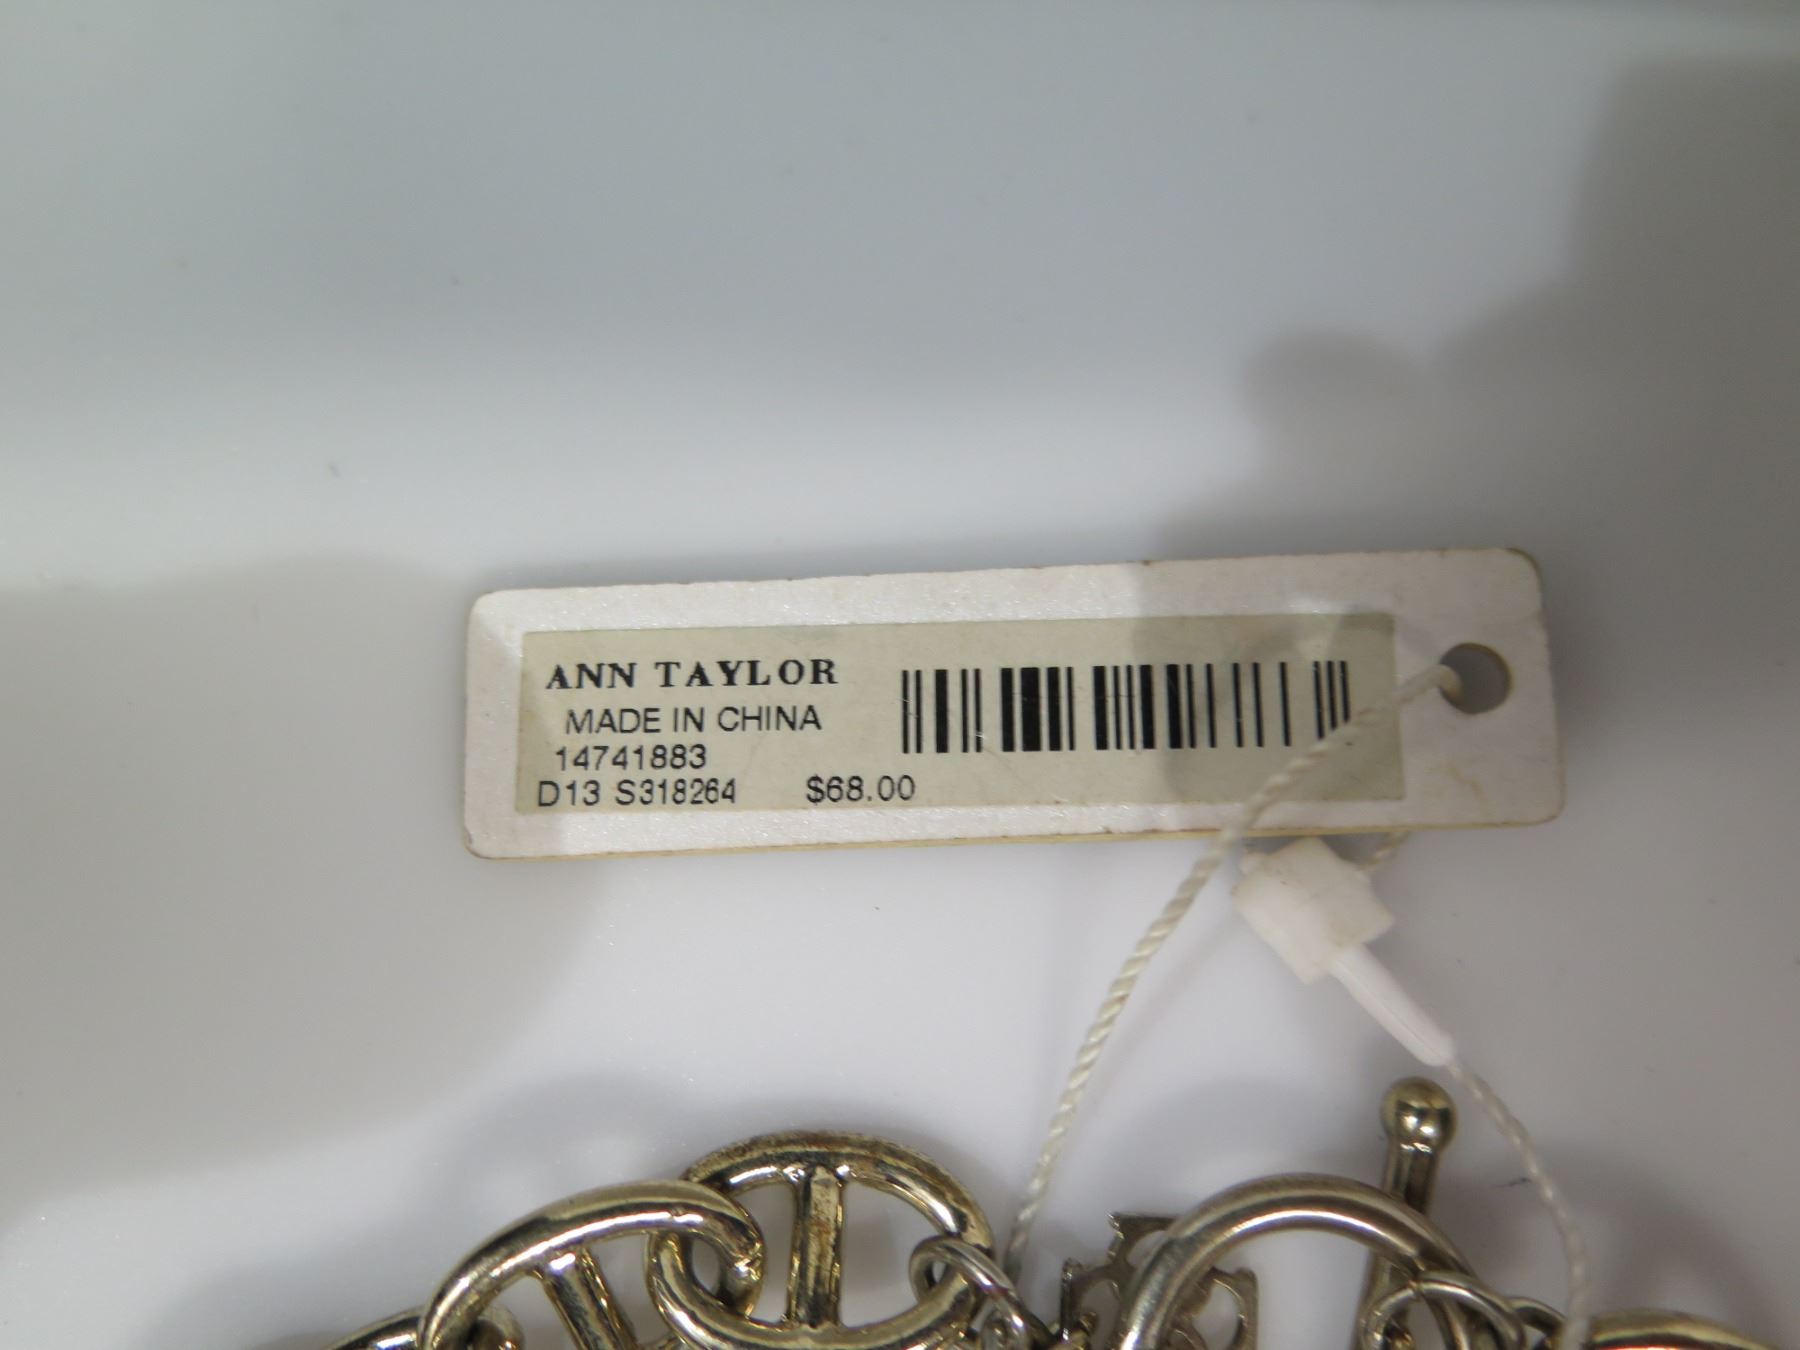 ANN TAYLOR
MADE IN CHINA
14741883
D13 S318264 $68.00